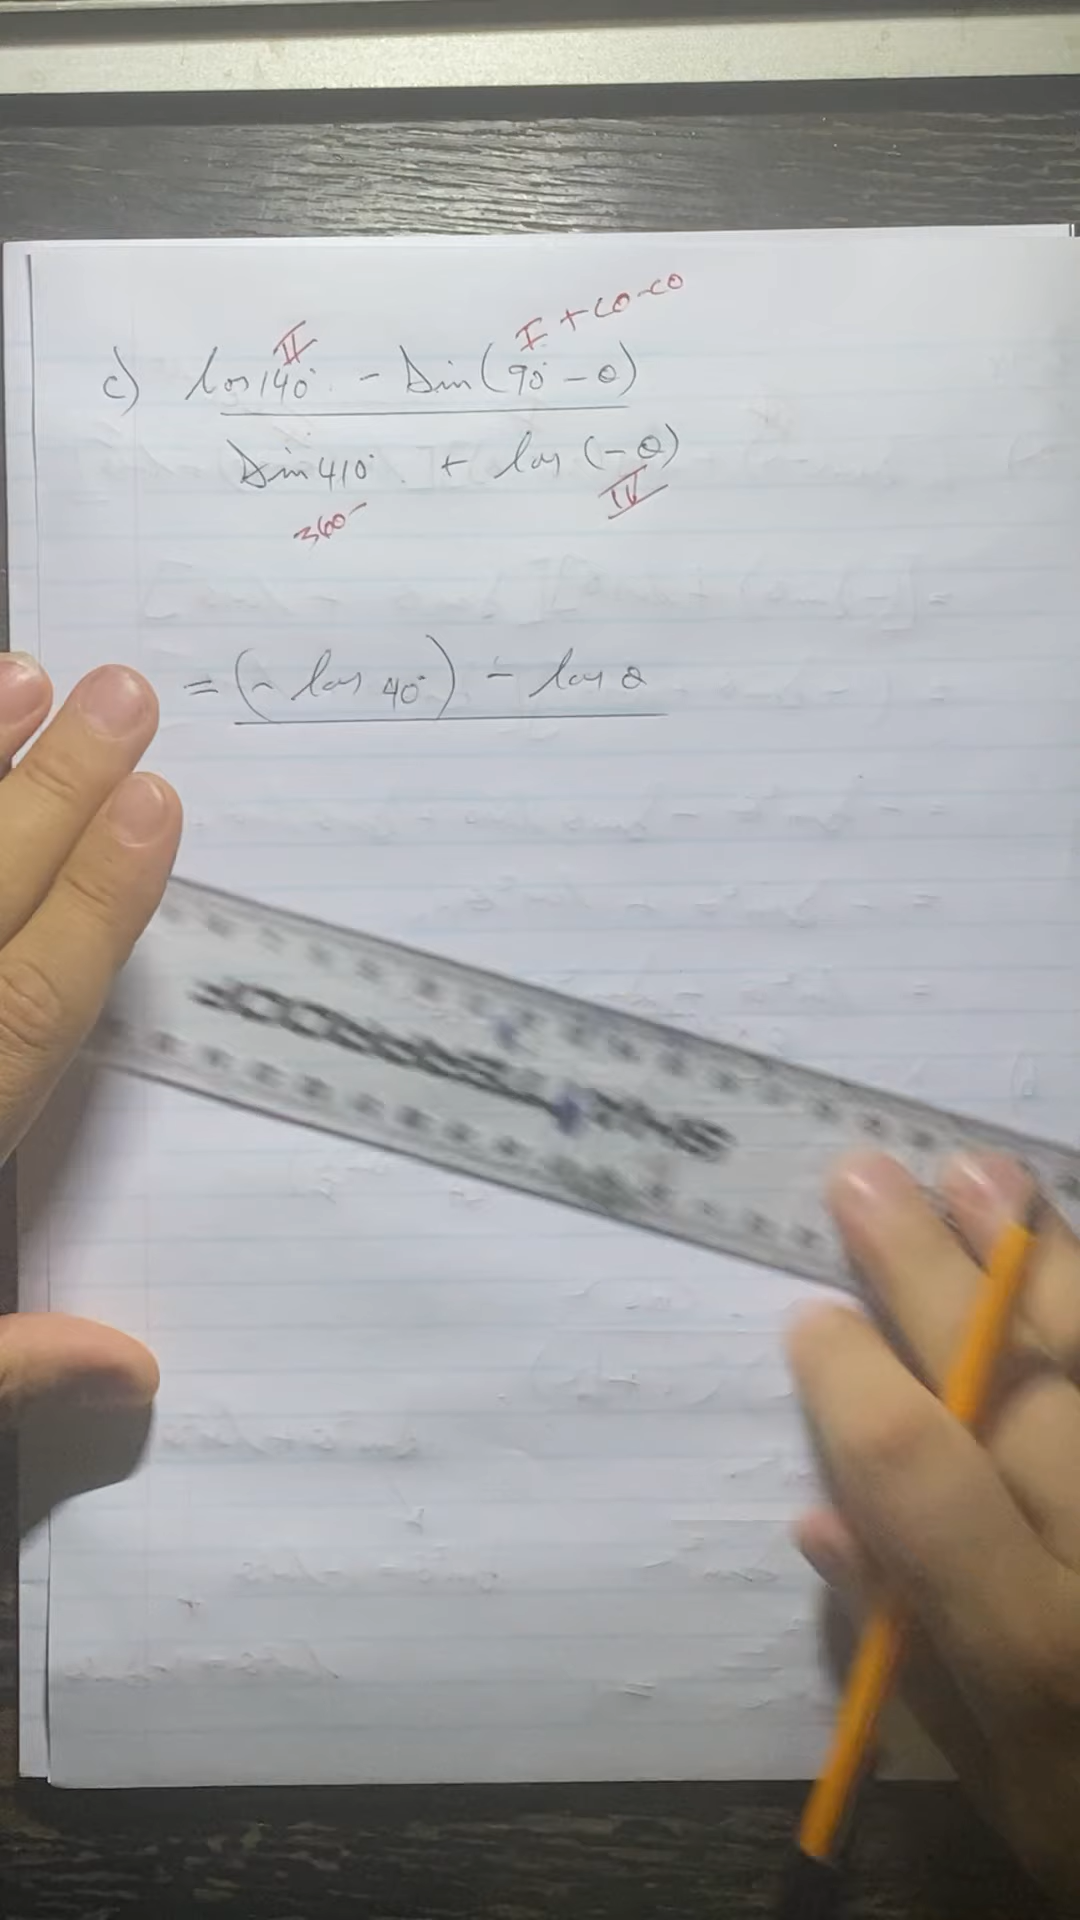 II
I + co-co
c) Cos 140° - Sin (90° - θ)
Sin 410° + Cos (-θ)
360-
IV
= (- Cos 40°) - Cos θ